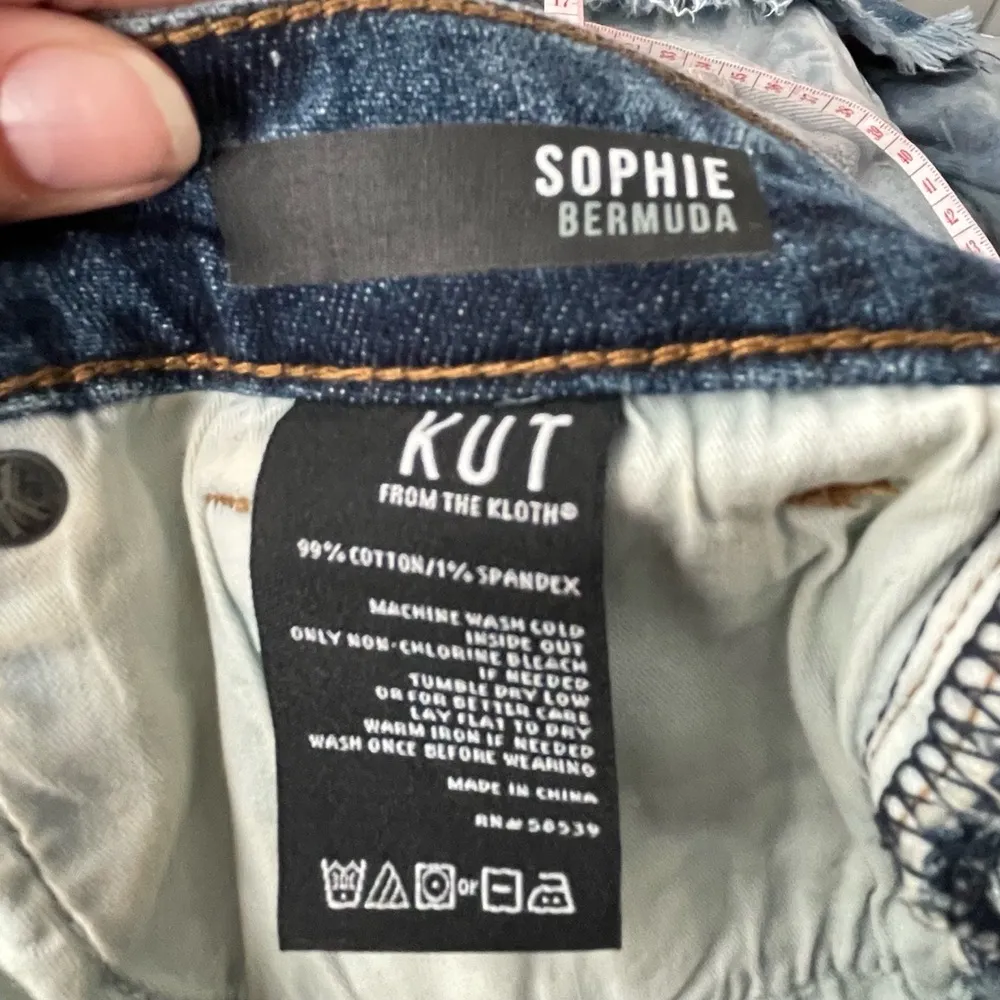 SOPHIE
BERMUDA
KUT
FROM THE KLOTH®
99% COTTON/1% SPANDEX
MACHINE WASH COLD
INSIDE OUT
ONLY NON-CHLORINE BLEACH
IF NEEDED
TUMBLE DRY LOW
OR FOR BETTER CARE
LAY FLAT TO DRY
WARM IRON IF NEEDED
WASH ONCE BEFORE WEARING
MADE IN CHINA
RN# 58539
30C or